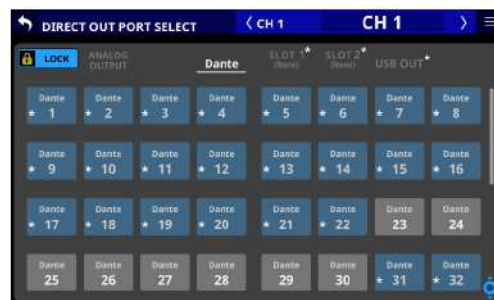 DIRECT OUT PORT SELECT CH 1 CH 1
LOCK ANALOG OUTPUT Dante SLOT 1* (None) SLOT 2* (None) USB OUT*
Dante Dante Dante Dante Dante Dante Dante Dante
* 1 * 2 * 3 * 4 * 5 * 6 * 7 * 8
Dante Dante Dante Dante Dante Dante Dante Dante
* 9 * 10 * 11 * 12 * 13 * 14 * 15 * 16
Dante Dante Dante Dante Dante Dante Dante Dante
* 17 * 18 * 19 * 20 * 21 * 22 23 24
Dante Dante Dante Dante Dante Dante Dante Dante
25 26 27 28 29 30 * 31 * 32